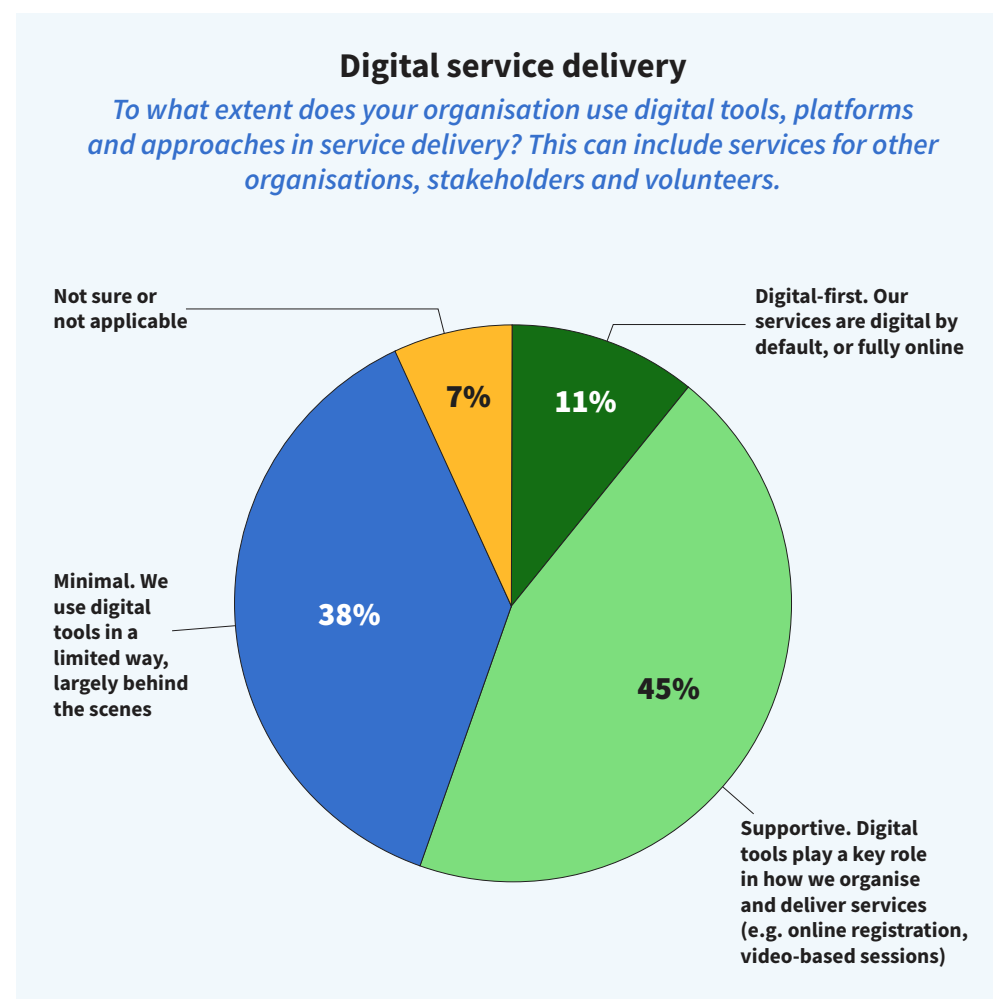 Digital service delivery
To what extent does your organisation use digital tools, platforms
and approaches in service delivery? This can include services for other
organisations, stakeholders and volunteers.
Not sure or
not applicable
Digital-first. Our
services are digital by
default, or fully online
7%
11%
Minimal. We
use digital
tools in a
limited way,
largely behind
the scenes
38%
45%
Supportive. Digital
tools play a key role
in how we organise
and deliver services
(e.g. online registration,
video-based sessions)